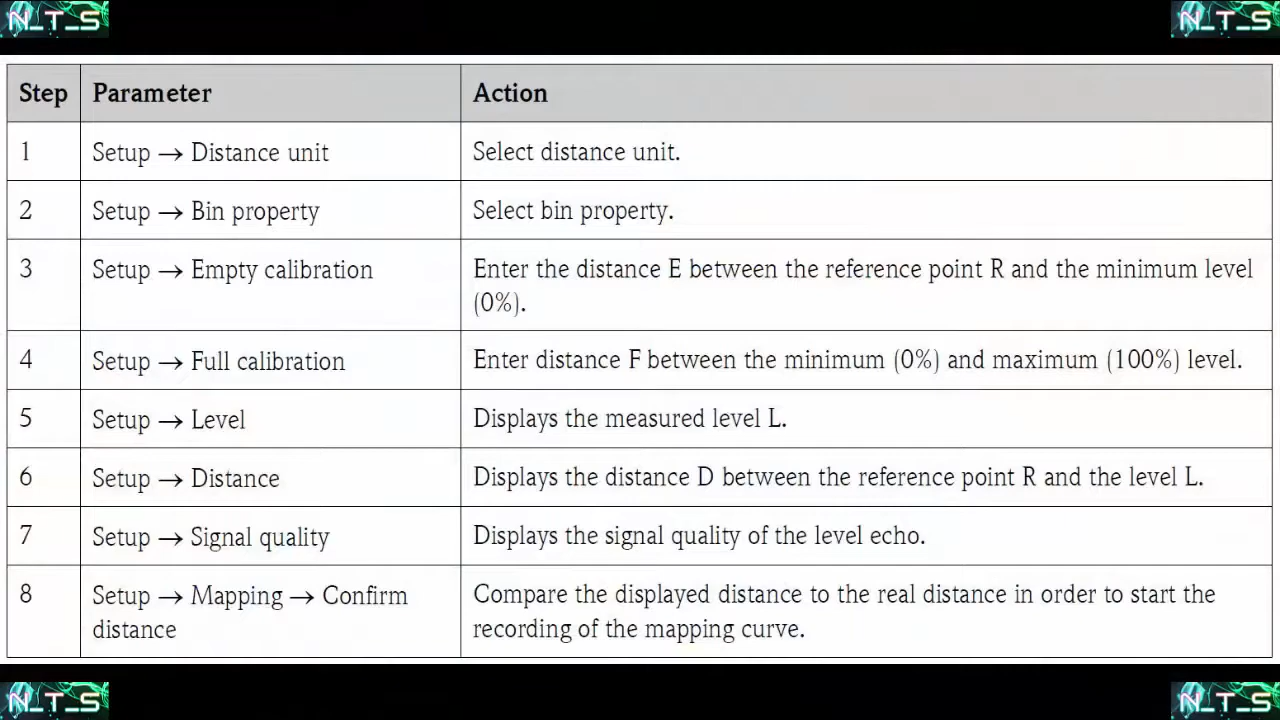 N_T_S N_T_S
Step Parameter Action
1 Setup → Distance unit Select distance unit.
2 Setup → Bin property Select bin property.
3 Setup → Empty calibration Enter the distance E between the reference point R and the minimum level
(0%).
4 Setup → Full calibration Enter distance F between the minimum (0%) and maximum (100%) level.
5 Setup → Level Displays the measured level L.
6 Setup → Distance Displays the distance D between the reference point R and the level L.
7 Setup → Signal quality Displays the signal quality of the level echo.
8 Setup → Mapping → Confirm Compare the displayed distance to the real distance in order to start the
distance recording of the mapping curve.
N_T_S N_T_S